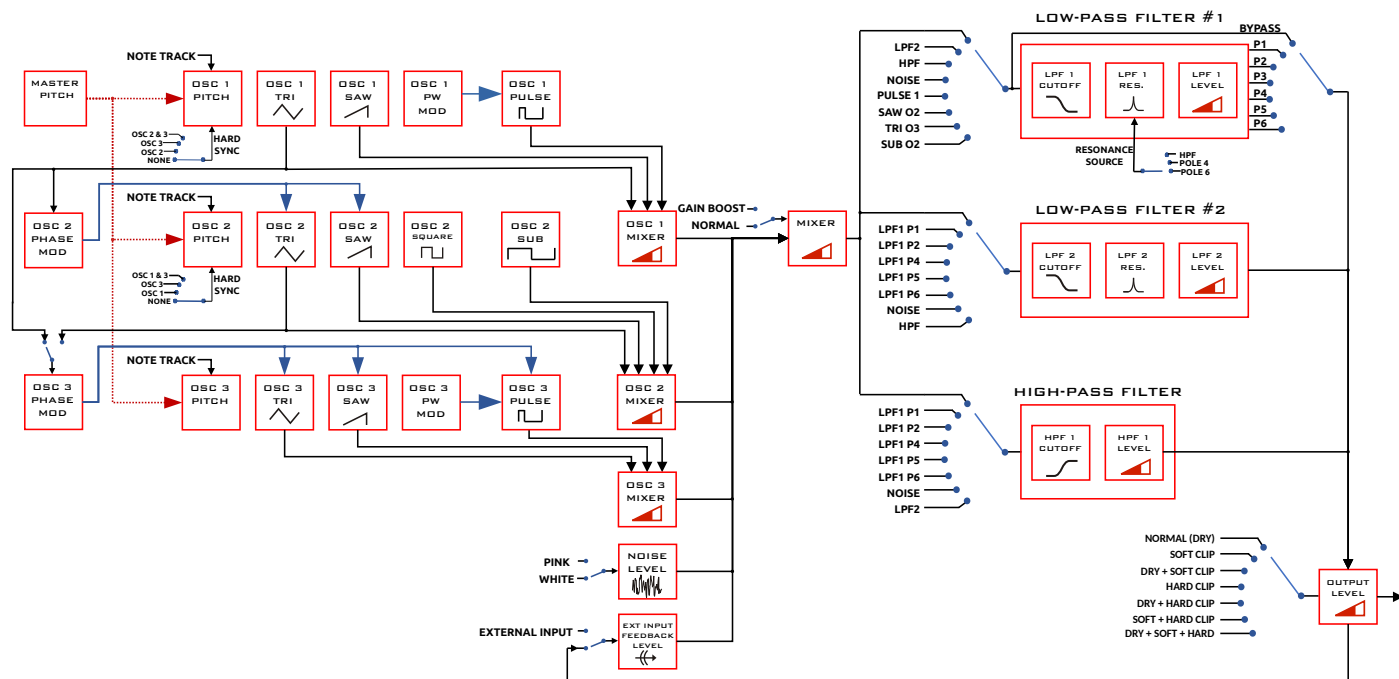 LOW-PASS FILTER #1
BYPASS
NOTE TRACK
MASTER
PITCH
OSC 1
PITCH
OSC 1
TRI
OSC 1
SAW
OSC 1
PW
MOD
OSC 1
PULSE
OSC 2 & 3
OSC 3
OSC 2
NONE
HARD
SYNC
LPF2
HPF
NOISE
PULSE 1
SAW O2
TRI O3
SUB O2
LPF 1
CUTOFF
LPF 1
RES.
LPF 1
LEVEL
P1
P2
P3
P4
P5
P6
RESONANCE
SOURCE
HPF
POLE 4
POLE 6
NOTE TRACK
OSC 2
PHASE
MOD
OSC 2
PITCH
OSC 2
TRI
OSC 2
SAW
OSC 2
SQUARE
OSC 2
SUB
OSC 1 & 3
OSC 3
OSC 1
NONE
HARD
SYNC
OSC 1
MIXER
GAIN BOOST
NORMAL
MIXER
LOW-PASS FILTER #2
LPF1 P1
LPF1 P2
LPF1 P4
LPF1 P5
LPF1 P6
NOISE
HPF
LPF 2
CUTOFF
LPF 2
RES.
LPF 2
LEVEL
NOTE TRACK
OSC 3
PHASE
MOD
OSC 3
PITCH
OSC 3
TRI
OSC 3
SAW
OSC 3
PW
MOD
OSC 3
PULSE
OSC 2
MIXER
OSC 3
MIXER
HIGH-PASS FILTER
LPF1 P1
LPF1 P2
LPF1 P4
LPF1 P5
LPF1 P6
NOISE
LPF2
HPF 1
CUTOFF
HPF 1
LEVEL
PINK
WHITE
NOISE
LEVEL
EXTERNAL INPUT
EXT INPUT
FEEDBACK
LEVEL
NORMAL (DRY)
SOFT CLIP
DRY + SOFT CLIP
HARD CLIP
DRY + HARD CLIP
SOFT + HARD CLIP
DRY + SOFT + HARD
OUTPUT
LEVEL